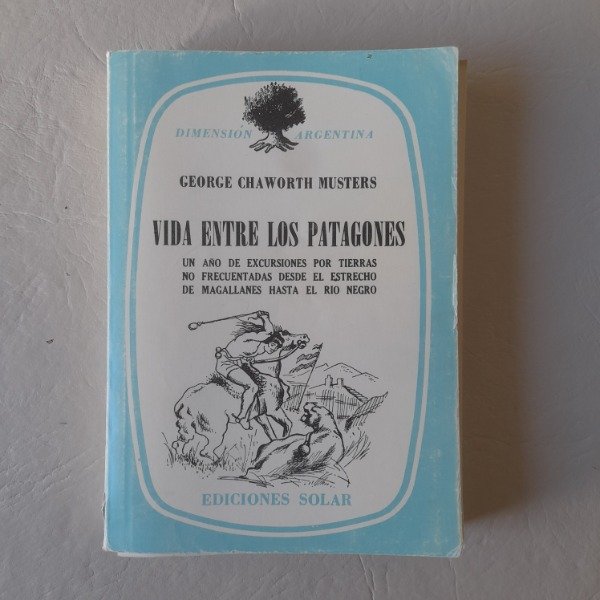 DIMENSIÓN ARGENTINA
GEORGE CHAWORTH MUSTERS
VIDA ENTRE LOS PATAGONES
UN AÑO DE EXCURSIONES POR TIERRAS
NO FRECUENTADAS DESDE EL ESTRECHO
DE MAGALLANES HASTA EL RIO NEGRO
EDICIONES SOLAR